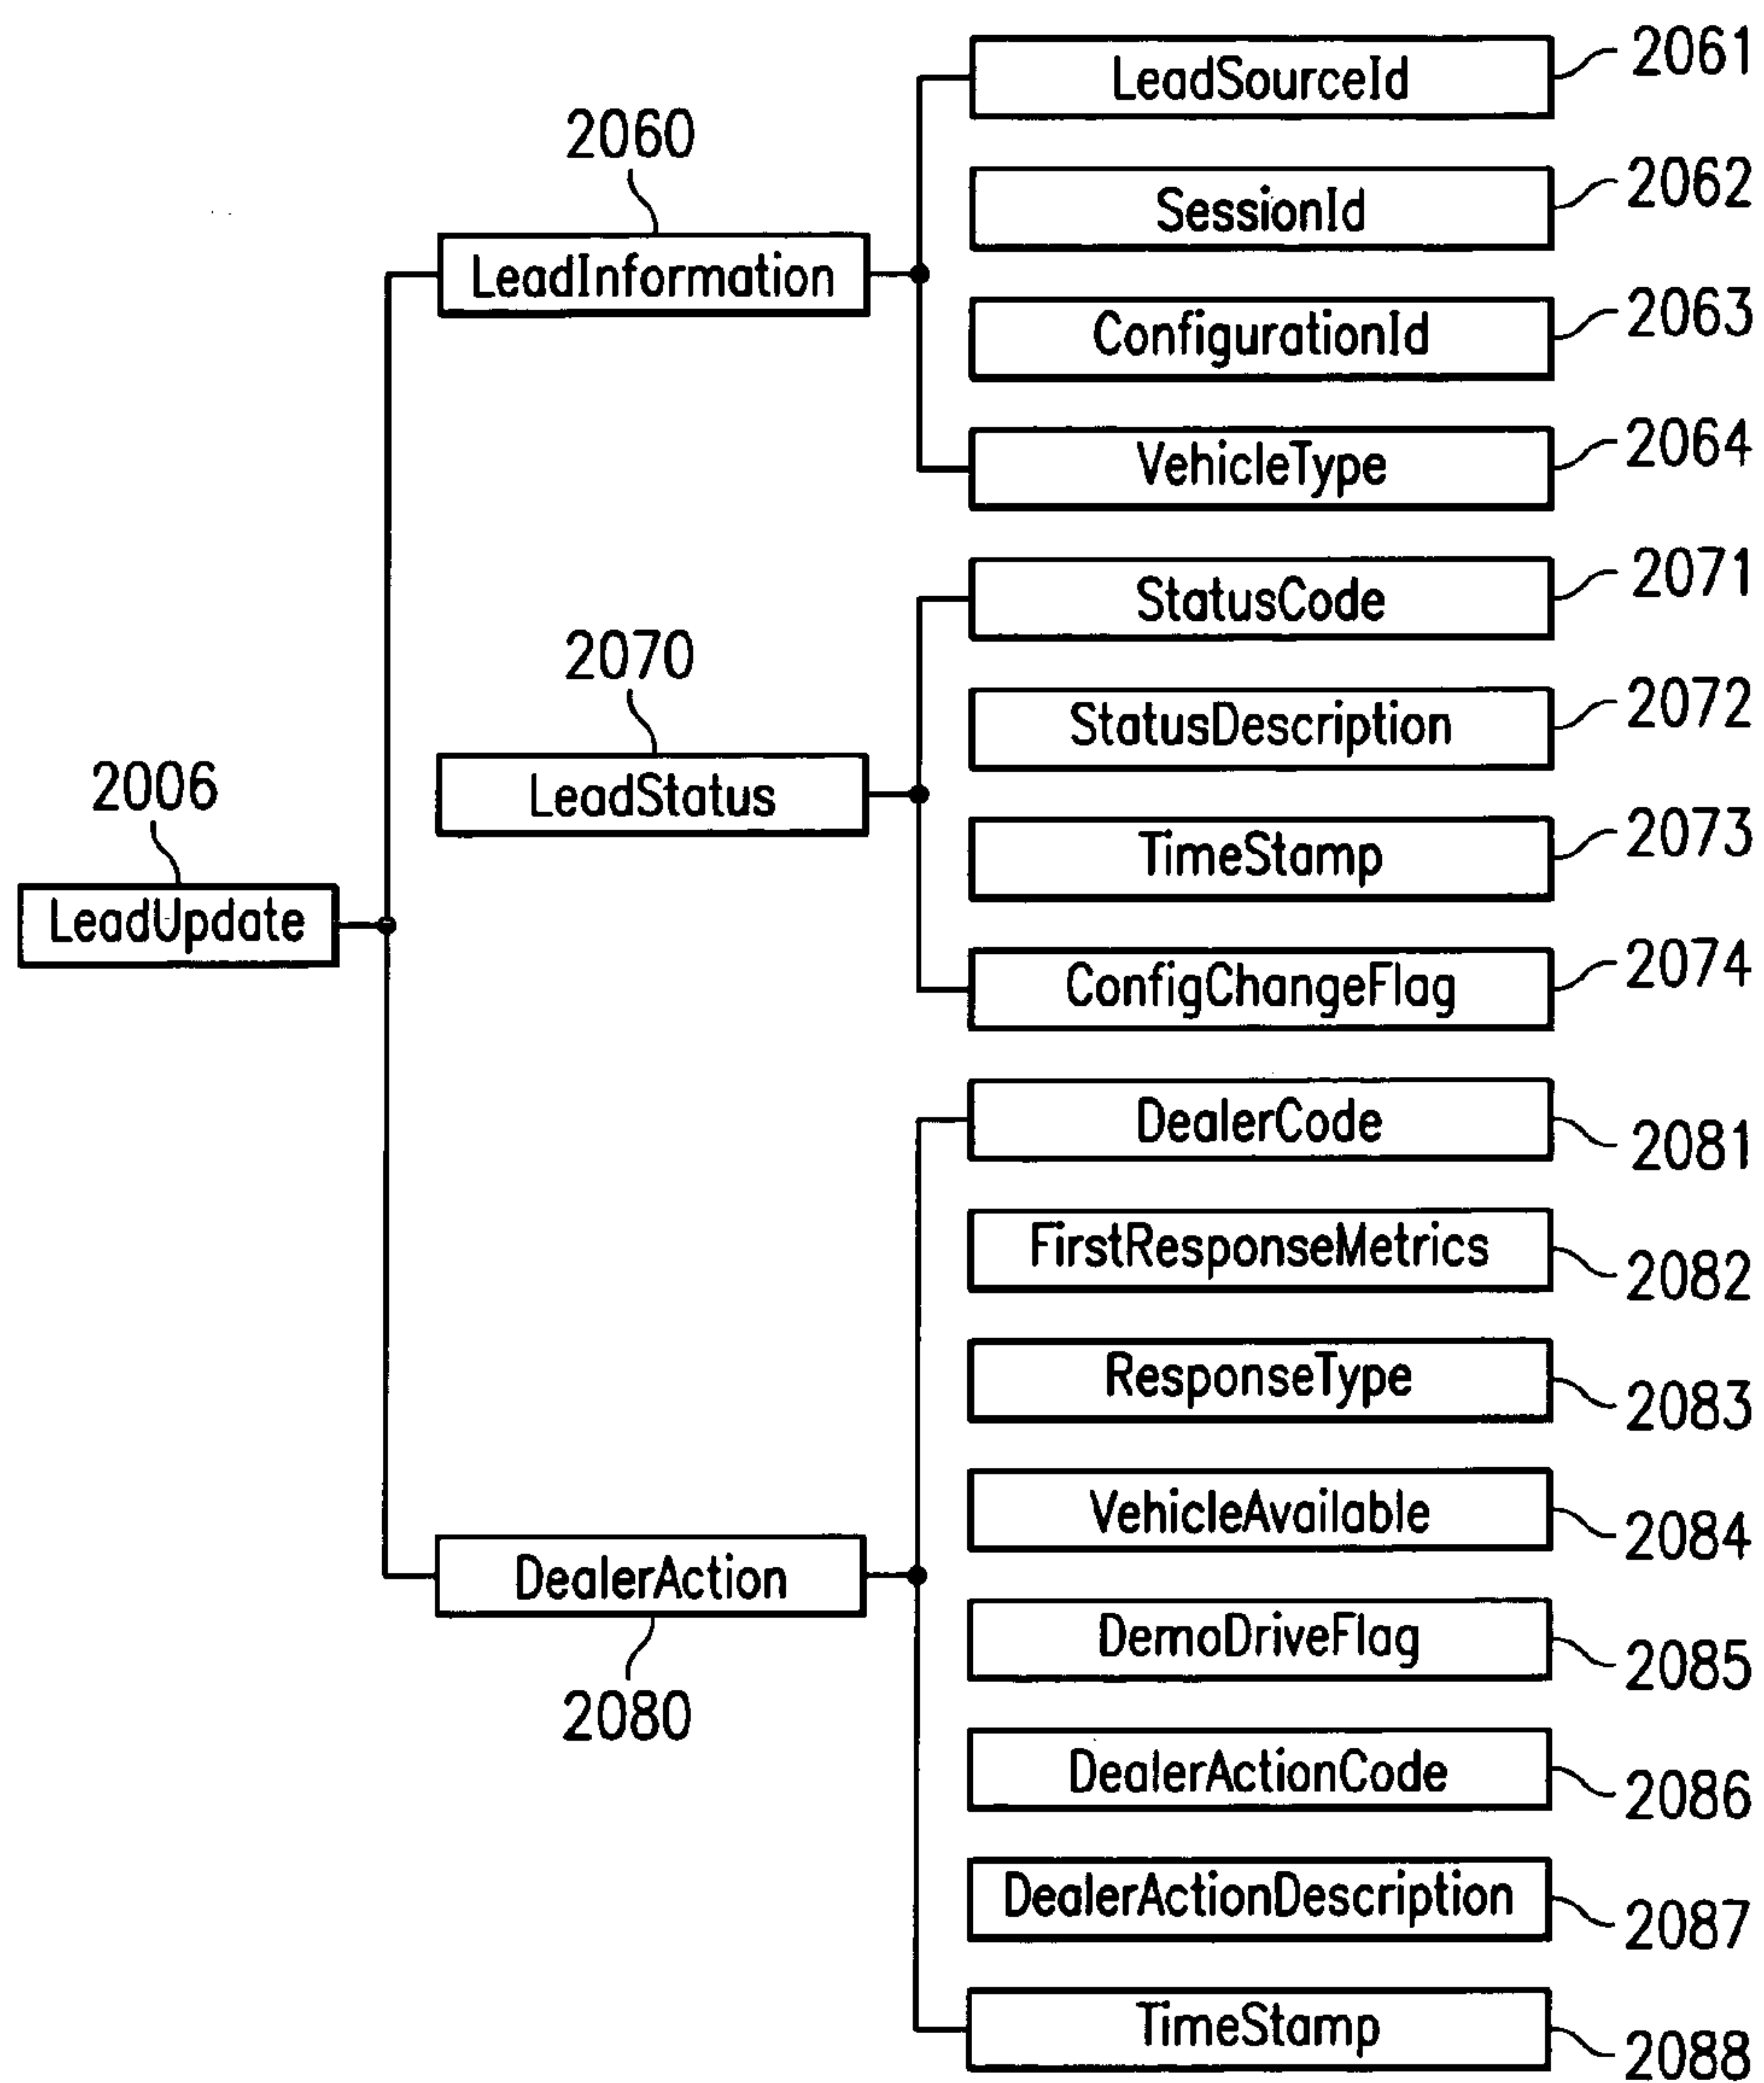 LeadSourceId
2061
SessionId
2062
ConfigurationId
2063
VehicleType
2064
2060
LeadInformation
StatusCode
2071
StatusDescription
2072
TimeStamp
2073
ConfigChangeFlag
2074
2070
LeadStatus
2006
LeadUpdate
DealerCode
2081
FirstResponseMetrics
2082
ResponseType
2083
VehicleAvailable
2084
DemoDriveFlag
2085
DealerActionCode
2086
DealerActionDescription
2087
TimeStamp
2088
DealerAction
2080